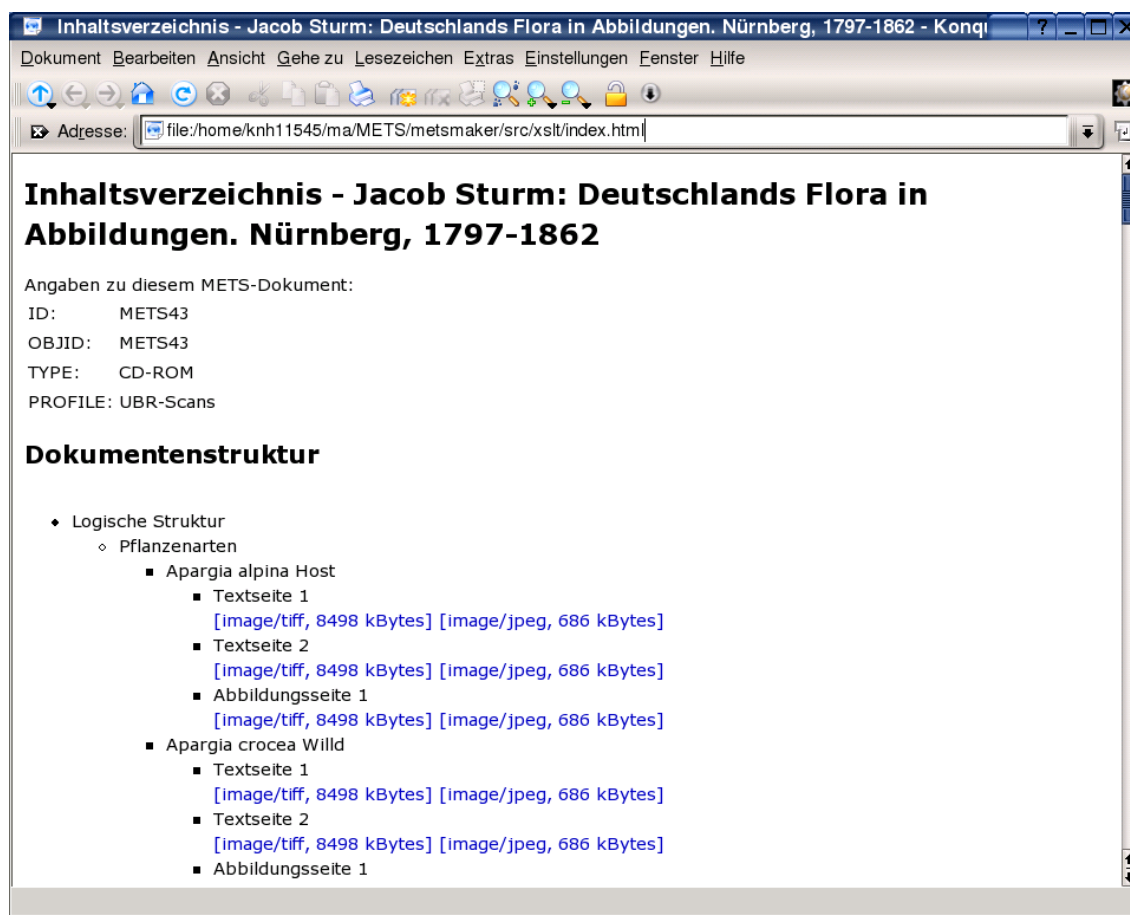 Inhaltsverzeichnis - Jacob Sturm: Deutschlands Flora in Abbildungen. Nürnberg, 1797-1862 - Konq
Dokument Bearbeiten Ansicht Gehe zu Lesezeichen Extras Einstellungen Fenster Hilfe
Adresse: file:/home/knh11545/ma/METS/metsmaker/src/xslt/index.html
Inhaltsverzeichnis - Jacob Sturm: Deutschlands Flora in
Abbildungen. Nürnberg, 1797-1862
Angaben zu diesem METS-Dokument:
ID: METS43
OBJID: METS43
TYPE: CD-ROM
PROFILE: UBR-Scans
Dokumentenstruktur
Logische Struktur
Pflanzenarten
Apargia alpina Host
Textseite 1
[image/tiff, 8498 kBytes] [image/jpeg, 686 kBytes]
Textseite 2
[image/tiff, 8498 kBytes] [image/jpeg, 686 kBytes]
Abbildungsseite 1
[image/tiff, 8498 kBytes] [image/jpeg, 686 kBytes]
Apargia crocea Willd
Textseite 1
[image/tiff, 8498 kBytes] [image/jpeg, 686 kBytes]
Textseite 2
[image/tiff, 8498 kBytes] [image/jpeg, 686 kBytes]
Abbildungsseite 1